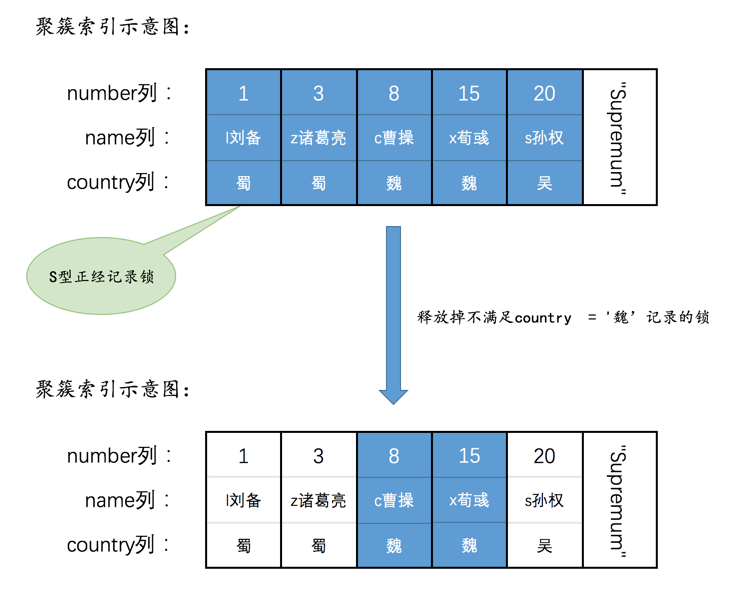 聚簇索引示意图：
number列： 1 3 8 15 20 "Supremum"
name列： l刘备 z诸葛亮 c曹操 x荀彧 s孙权
country列： 蜀 蜀 魏 魏 吴
S型正经记录锁
释放掉不满足country = '魏’记录的锁
聚簇索引示意图：
number列： 1 3 8 15 20 "Supremum"
name列： l刘备 z诸葛亮 c曹操 x荀彧 s孙权
country列： 蜀 蜀 魏 魏 吴